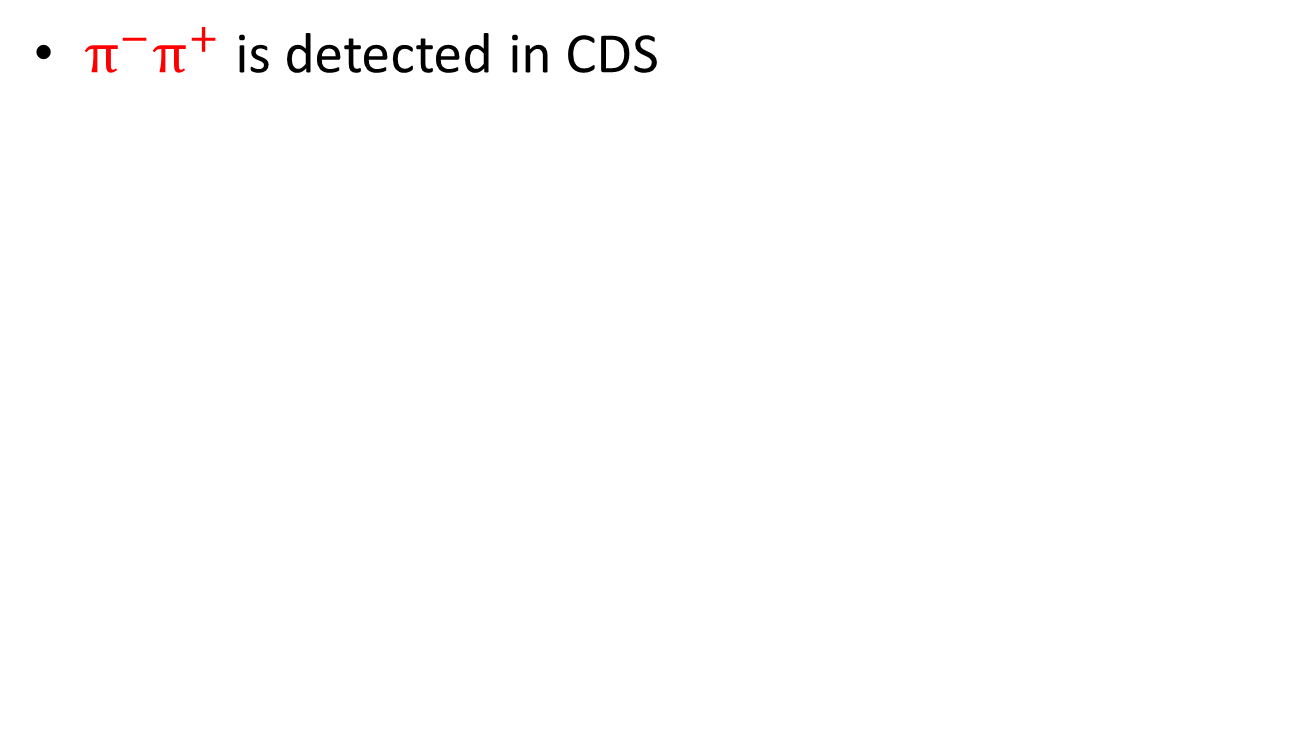 • π⁻π⁺ is detected in CDS